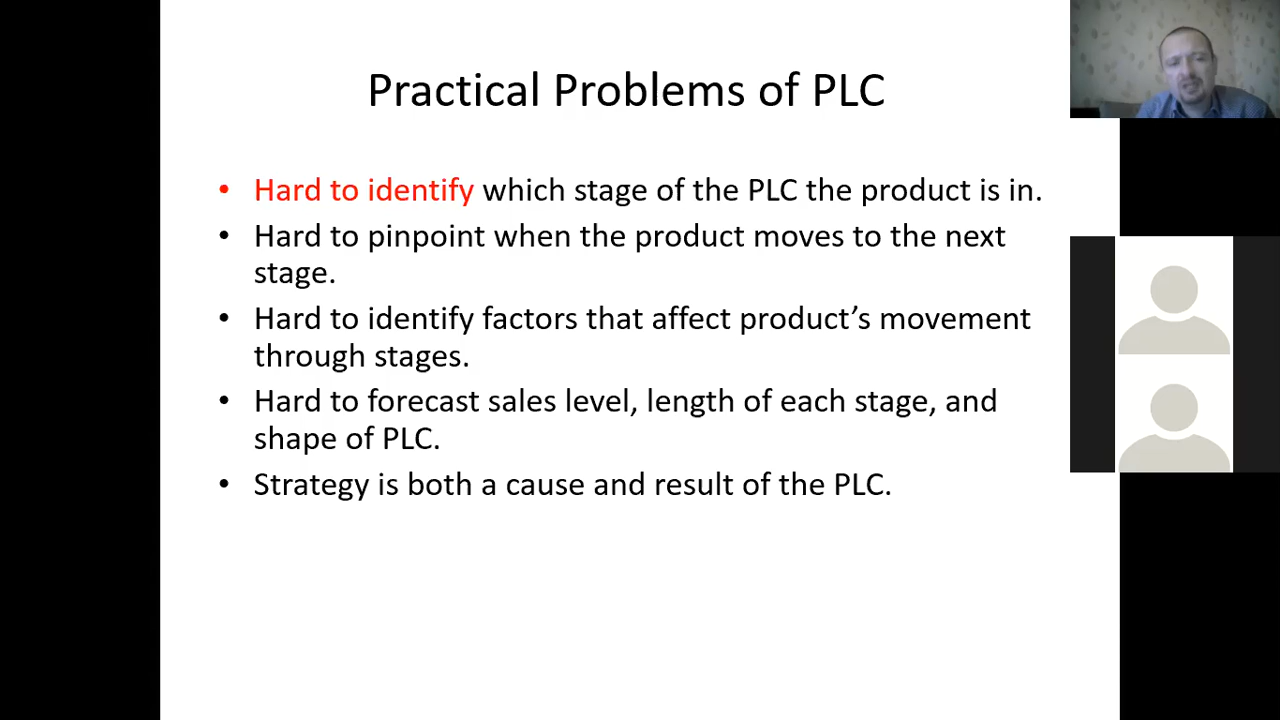 Practical Problems of PLC
• Hard to identify which stage of the PLC the product is in.
• Hard to pinpoint when the product moves to the next
stage.
• Hard to identify factors that affect product’s movement
through stages.
• Hard to forecast sales level, length of each stage, and
shape of PLC.
• Strategy is both a cause and result of the PLC.